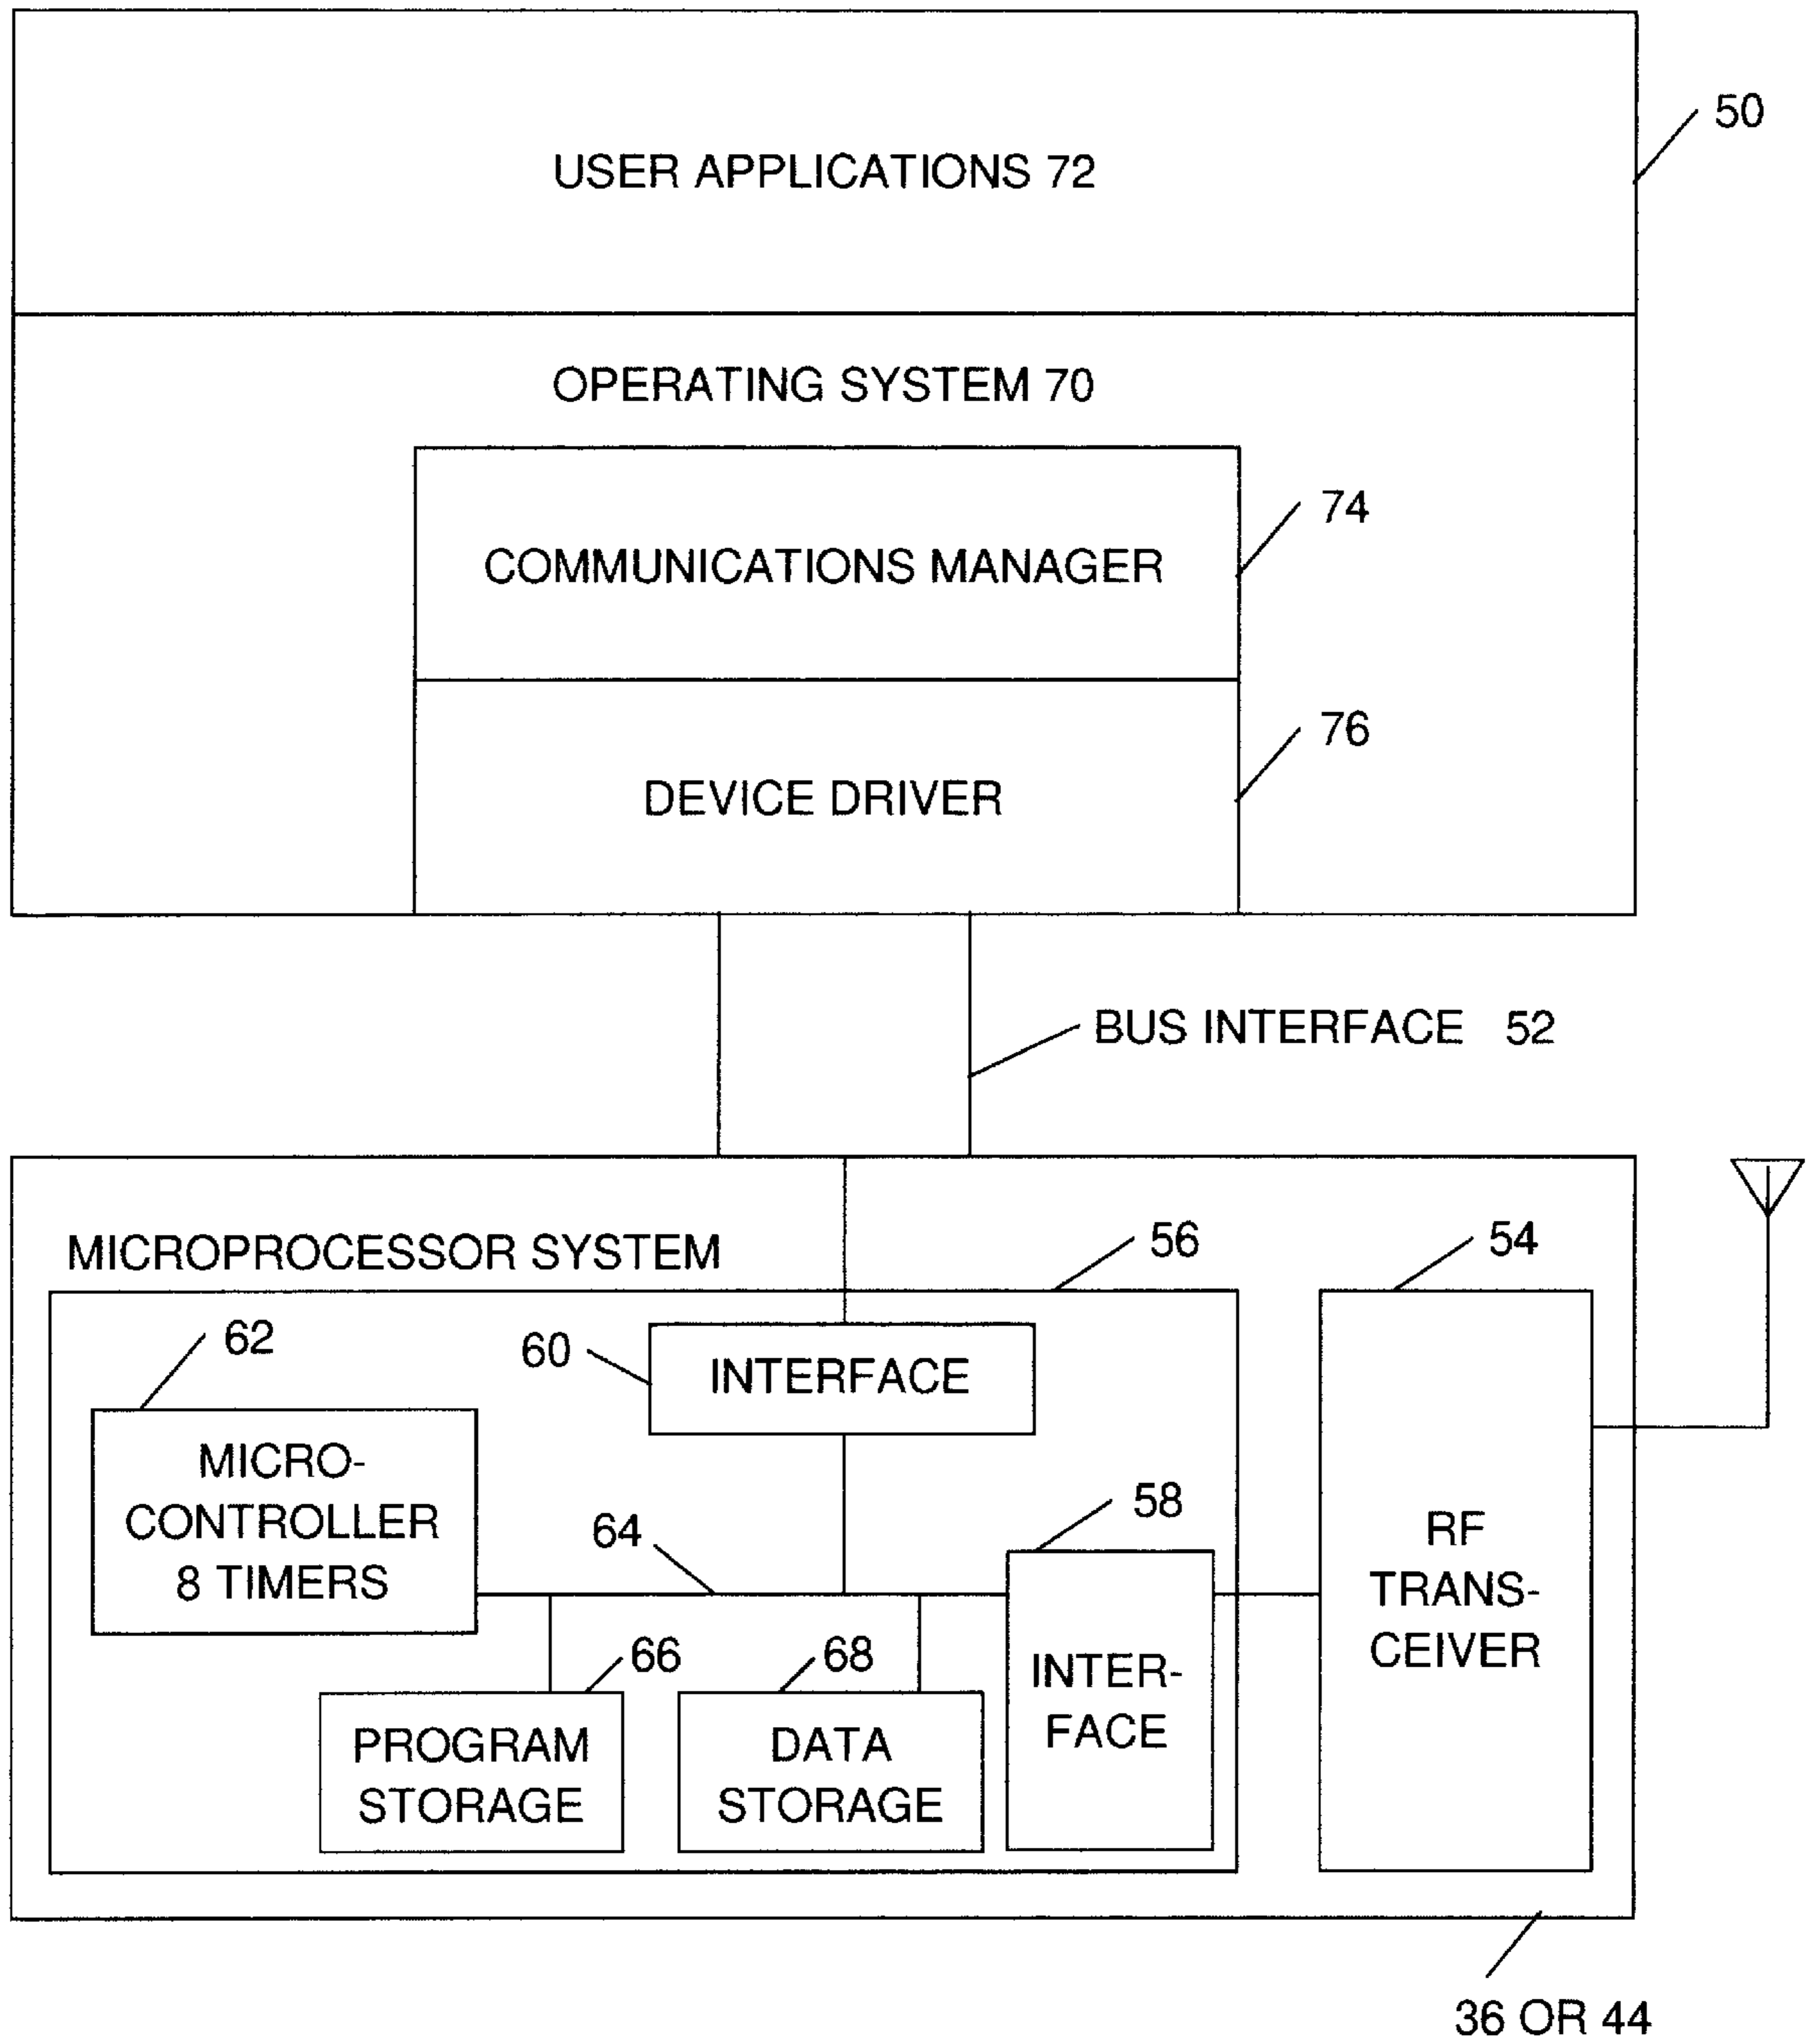 50
USER APPLICATIONS 72
OPERATING SYSTEM 70
74
COMMUNICATIONS MANAGER
76
DEVICE DRIVER
BUS INTERFACE 52
MICROPROCESSOR SYSTEM
56
54
62
60
INTERFACE
MICRO-
CONTROLLER
8 TIMERS
64
58
RF
TRANS-
CEIVER
66
68
INTER-
FACE
PROGRAM
STORAGE
DATA
STORAGE
36 OR 44